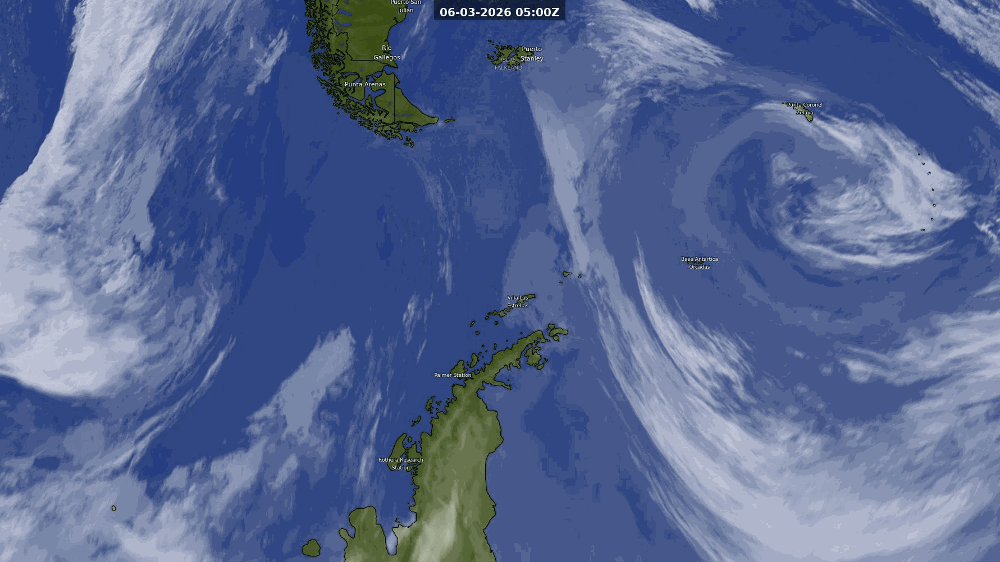 Puerto San
Julián
06-03-2026 05:00Z
Río
Gallegos
Puerto
Stanley
ISLAS
FALKLAND
Punta Arenas
Punta Coronel
Zelaya
Base Antartica
Orcadas
Villa Las
Estrellas
Palmer Station
Rothera Research
Station